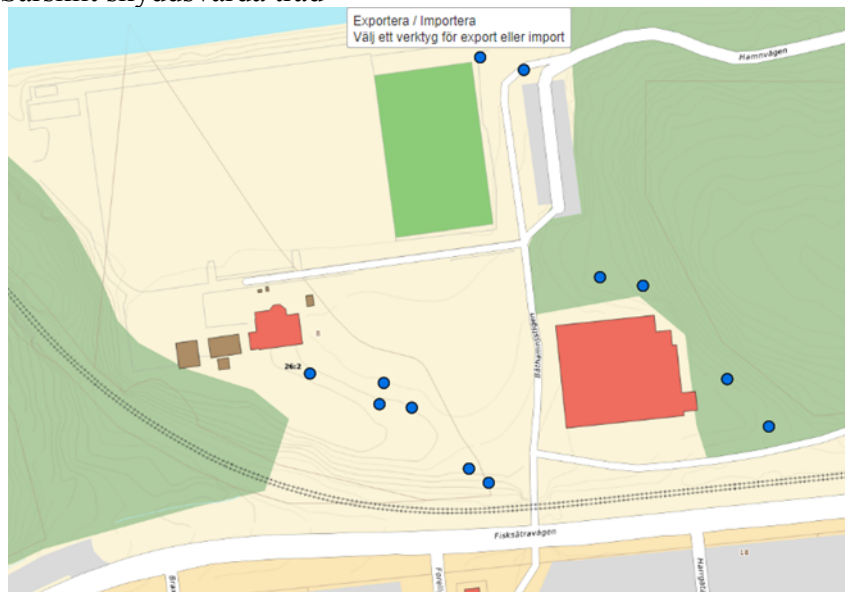 Särskilt skyddsvärda träd
Exportera / Importera
Välj ett verktyg för export eller import
Hamnvägen
26:2
Fisksätravägen
18